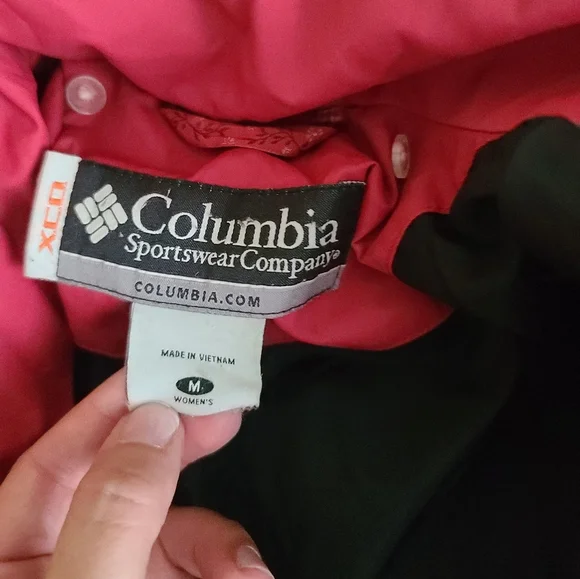 XCO
Columbia
Sportswear Company®
COLUMBIA.COM
MADE IN VIETNAM
M
WOMEN'S